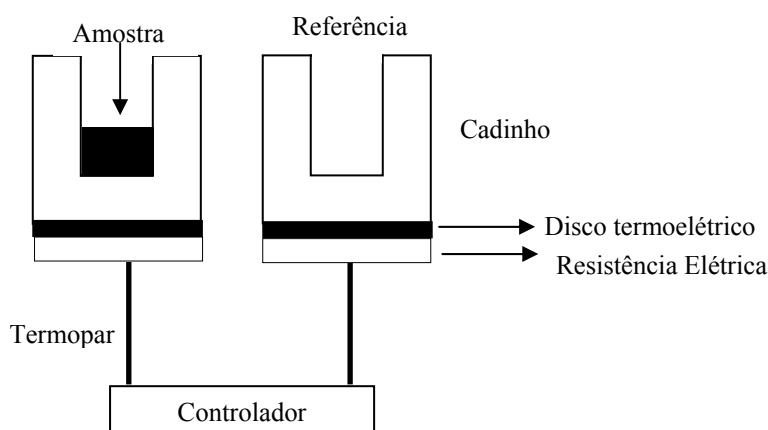 Amostra
Referência
Cadinho
Disco termoelétrico
Resistência Elétrica
Termopar
Controlador